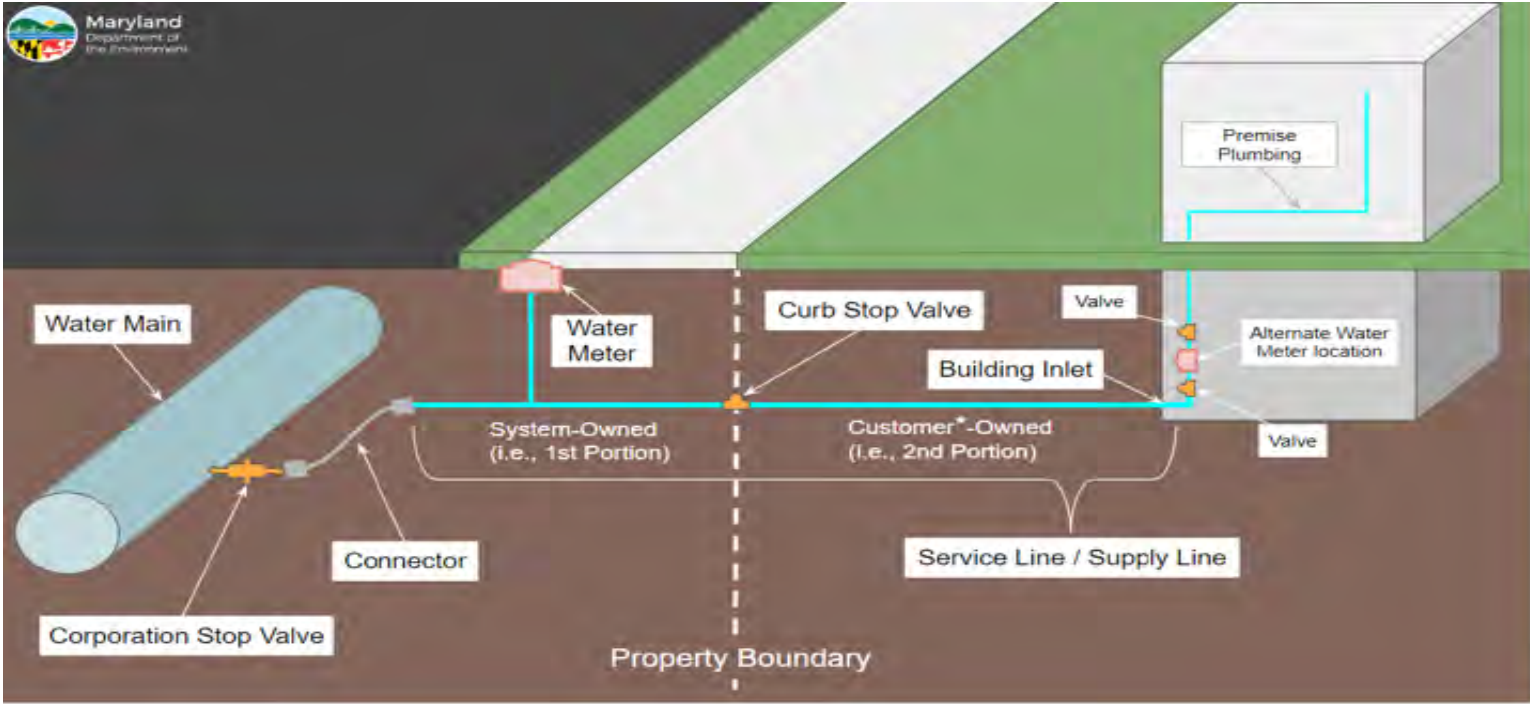 Maryland
Department of
the Environment
Premise
Plumbing
Water Main
Water
Meter
Curb Stop Valve
Valve
Alternate Water
Meter location
Building Inlet
System-Owned
(i.e., 1st Portion)
Customer*-Owned
(i.e., 2nd Portion)
Valve
Connector
Service Line / Supply Line
Corporation Stop Valve
Property Boundary